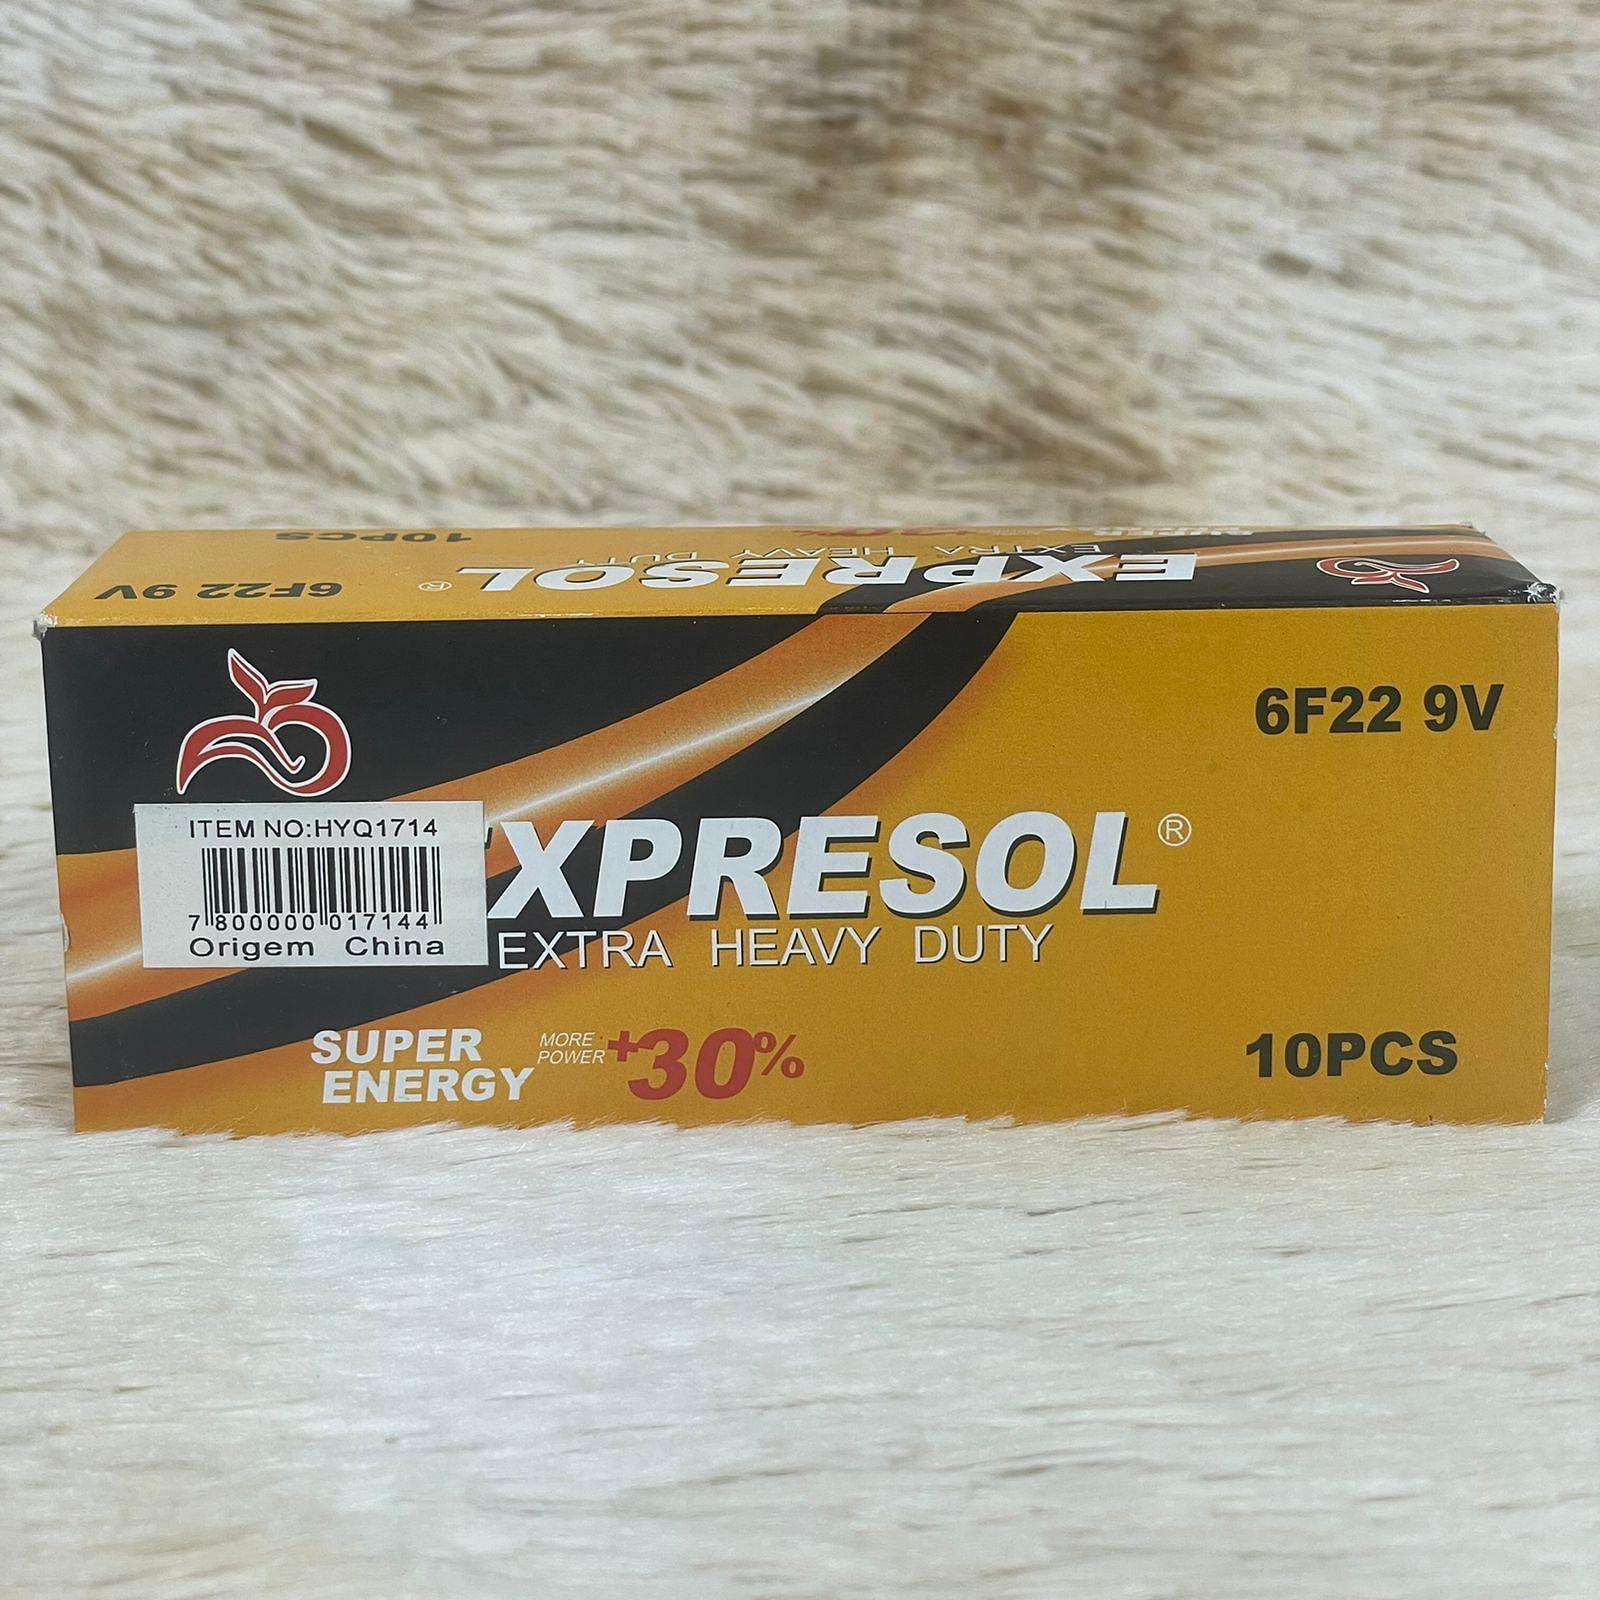 10PCS
6F22 9V
EXPRESOL®
EXTRA HEAVY DUTY
6F22 9V
ITEM NO:HYQ1714
7 800000 017144
Origem China
XPRESOL®
EXTRA HEAVY DUTY
SUPER
ENERGY
MORE
POWER
+30%
10PCS